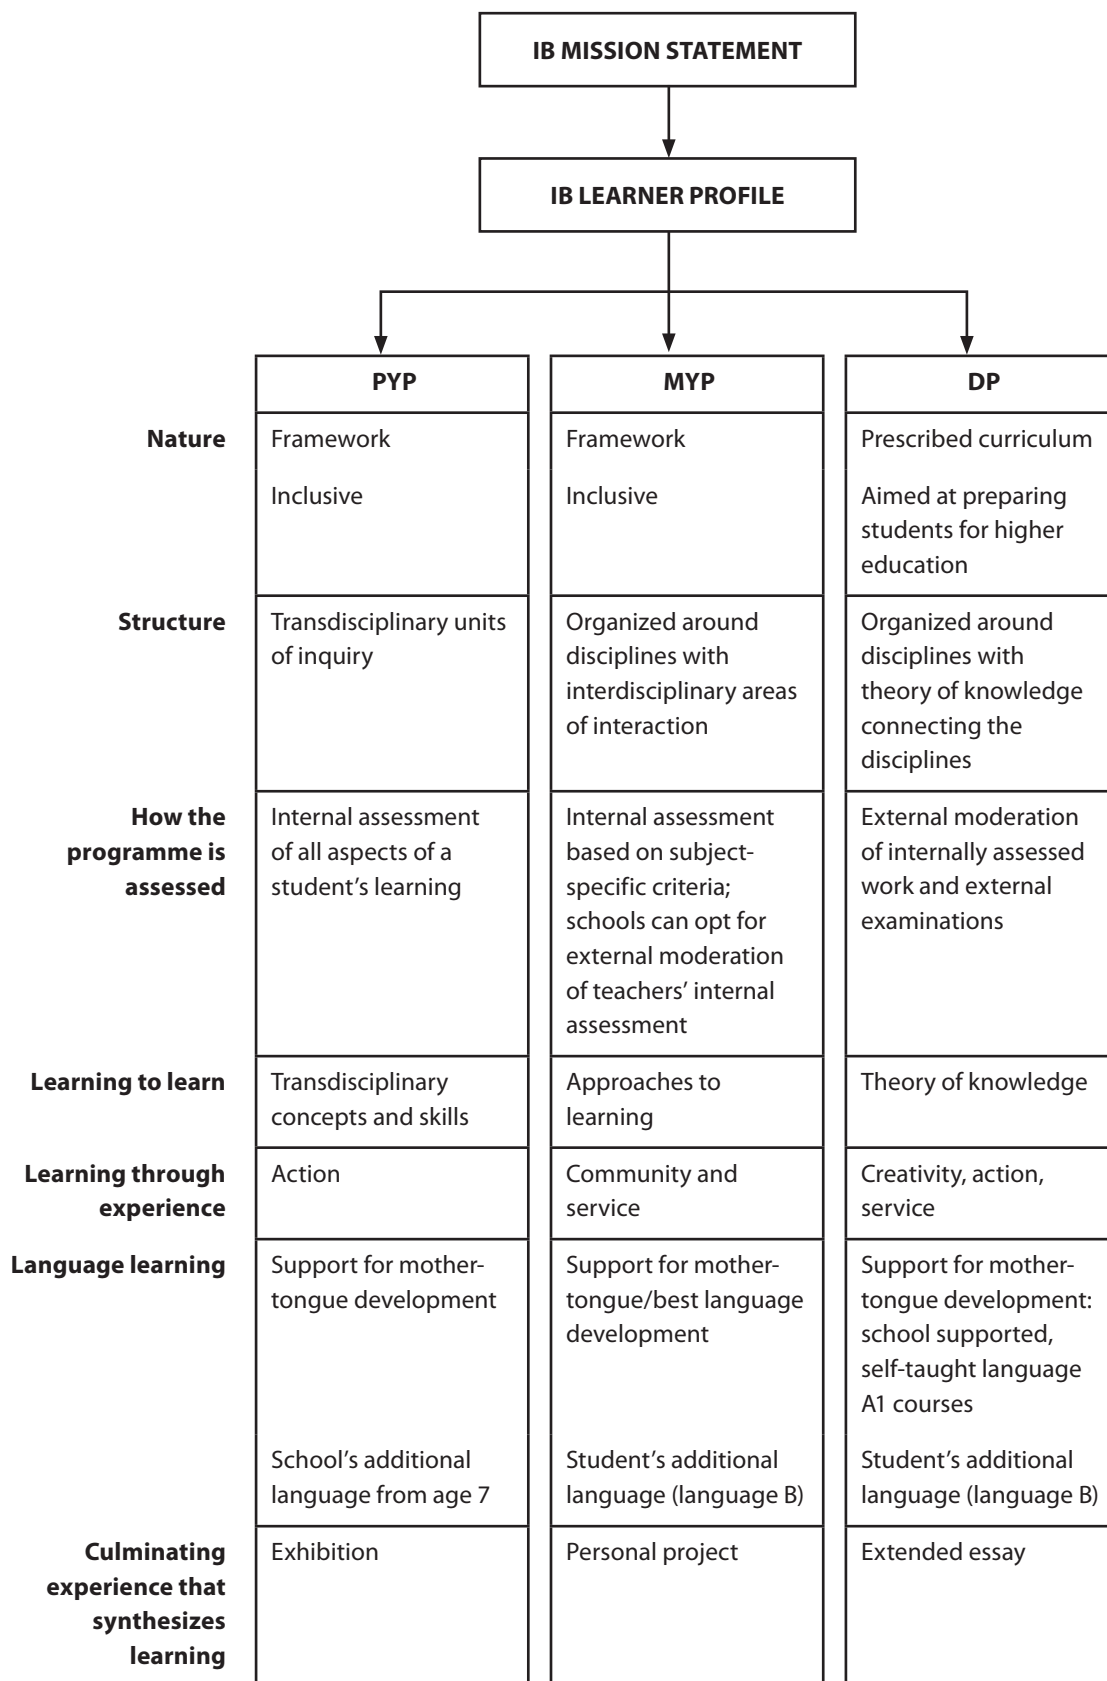 IB MISSION STATEMENT
IB LEARNER PROFILE
PYP
MYP
DP
Nature
Framework
Inclusive
Framework
Inclusive
Prescribed curriculum
Aimed at preparing
students for higher
education
Structure
Transdisciplinary units
of inquiry
Organized around
disciplines with
interdisciplinary areas
of interaction
Organized around
disciplines with
theory of knowledge
connecting the
disciplines
How the
programme is
assessed
Internal assessment
of all aspects of a
student’s learning
Internal assessment
based on subject-
specific criteria;
schools can opt for
external moderation
of teachers’ internal
assessment
External moderation
of internally assessed
work and external
examinations
Learning to learn
Transdisciplinary
concepts and skills
Approaches to
learning
Theory of knowledge
Learning through
experience
Action
Community and
service
Creativity, action,
service
Language learning
Support for mother-
tongue development
School’s additional
language from age 7
Support for mother-
tongue/best language
development
Student’s additional
language (language B)
Support for mother-
tongue development:
school supported,
self-taught language
A1 courses
Student’s additional
language (language B)
Culminating
experience that
synthesizes
learning
Exhibition
Personal project
Extended essay